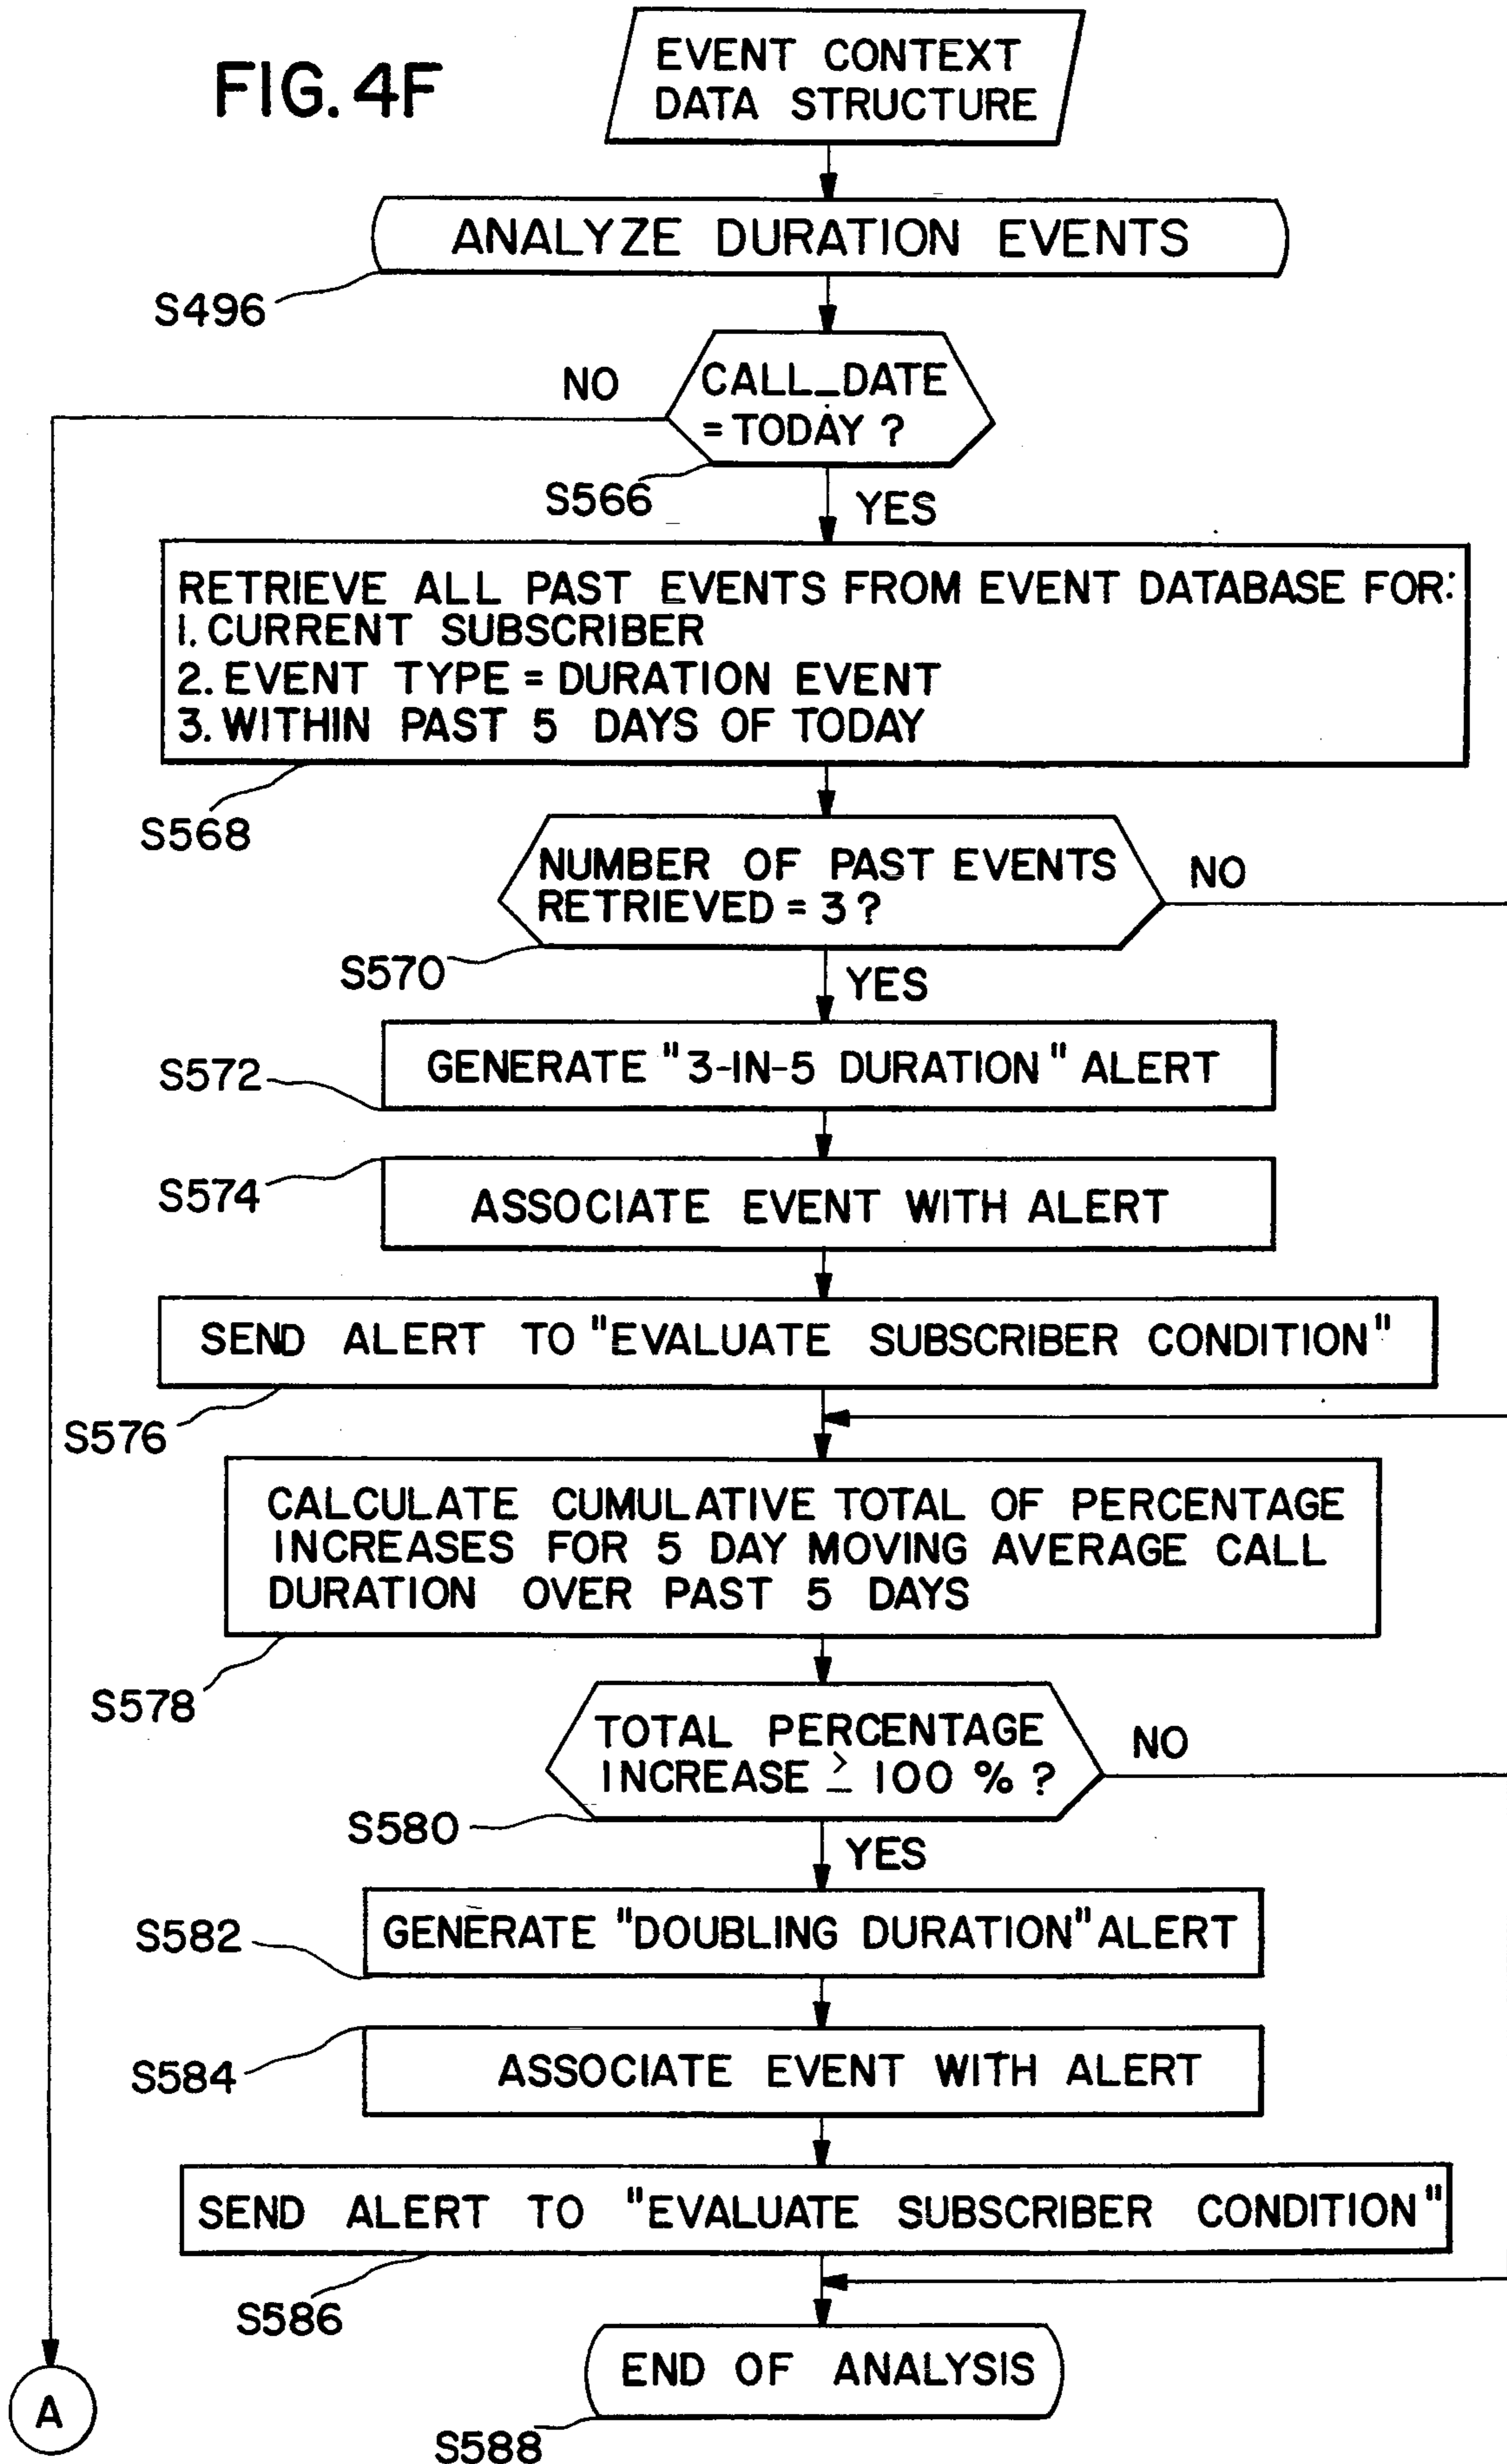 FIG. 4F
EVENT CONTEXT
DATA STRUCTURE
ANALYZE DURATION EVENTS
S496
NO
CALL_DATE
= TODAY ?
S566
YES
RETRIEVE ALL PAST EVENTS FROM EVENT DATABASE FOR:
1. CURRENT SUBSCRIBER
2. EVENT TYPE = DURATION EVENT
3. WITHIN PAST 5 DAYS OF TODAY
S568
NUMBER OF PAST EVENTS
RETRIEVED = 3 ?
NO
S570
YES
S572
GENERATE "3-IN-5 DURATION" ALERT
S574
ASSOCIATE EVENT WITH ALERT
SEND ALERT TO "EVALUATE SUBSCRIBER CONDITION"
S576
CALCULATE CUMULATIVE TOTAL OF PERCENTAGE
INCREASES FOR 5 DAY MOVING AVERAGE CALL
DURATION OVER PAST 5 DAYS
S578
TOTAL PERCENTAGE
INCREASE ≥ 100 % ?
NO
S580
YES
S582
GENERATE "DOUBLING DURATION" ALERT
S584
ASSOCIATE EVENT WITH ALERT
SEND ALERT TO "EVALUATE SUBSCRIBER CONDITION"
S586
END OF ANALYSIS
A
S588